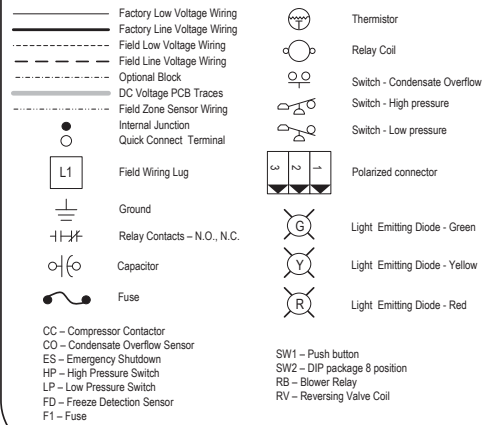 Factory Low Voltage Wiring
Factory Line Voltage Wiring
Field Low Voltage Wiring
Field Line Voltage Wiring
Optional Block
DC Voltage PCB Traces
Field Zone Sensor Wiring
Internal Junction
Quick Connect Terminal
L1 Field Wiring Lug
Ground
Relay Contacts – N.O., N.C.
Capacitor
Fuse
Thermistor
Relay Coil
Switch - Condensate Overflow
Switch - High pressure
Switch - Low pressure
3 2 1 Polarized connector
G Light Emitting Diode - Green
Y Light Emitting Diode - Yellow
R Light Emitting Diode - Red
CC – Compressor Contactor
CO – Condensate Overflow Sensor
ES – Emergency Shutdown
HP – High Pressure Switch
LP – Low Pressure Switch
FD – Freeze Detection Sensor
F1 – Fuse
SW1 – Push button
SW2 – DIP package 8 position
RB – Blower Relay
RV – Reversing Valve Coil